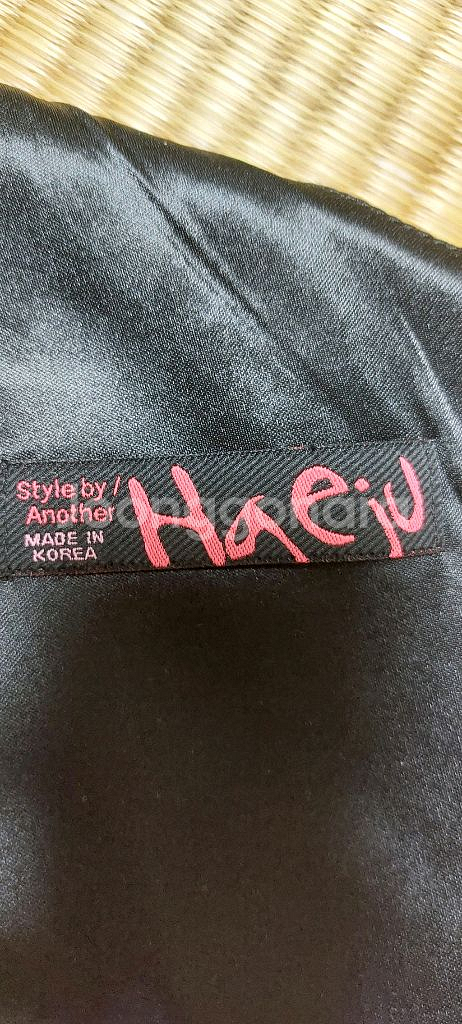 Style by /
Another
MADE IN
KOREA
Haeju